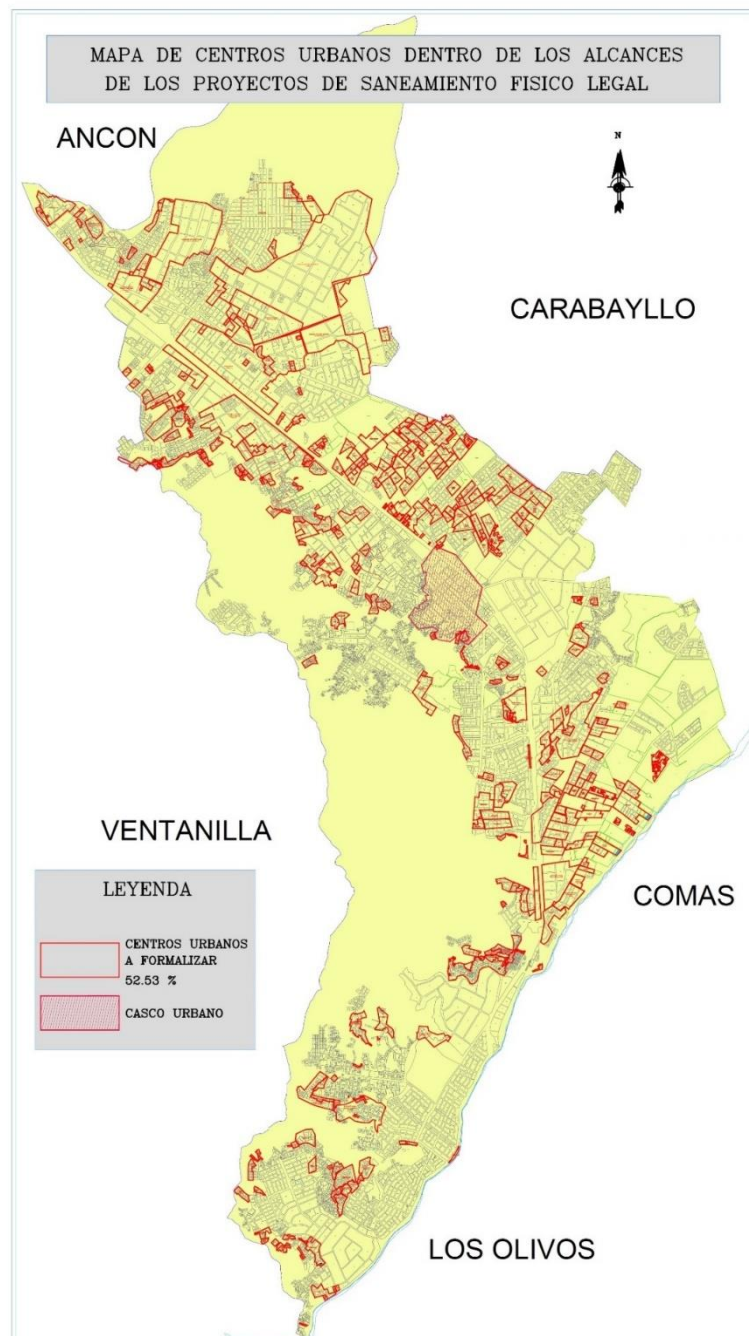 MAPA DE CENTROS URBANOS DENTRO DE LOS ALCANCES
DE LOS PROYECTOS DE SANEAMIENTO FISICO LEGAL
ANCON
N
CARABAYLLO
VENTANILLA
COMAS
LEYENDA
CENTROS URBANOS
A FORMALIZAR
52.53 %
CASCO URBANO
LOS OLIVOS